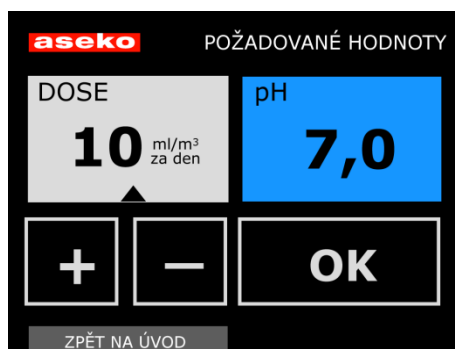 aseko POŽADOVANÉ HODNOTY
DOSE
10 ml/m³ za den
pH
7,0
+ − OK
ZPĚT NA ÚVOD